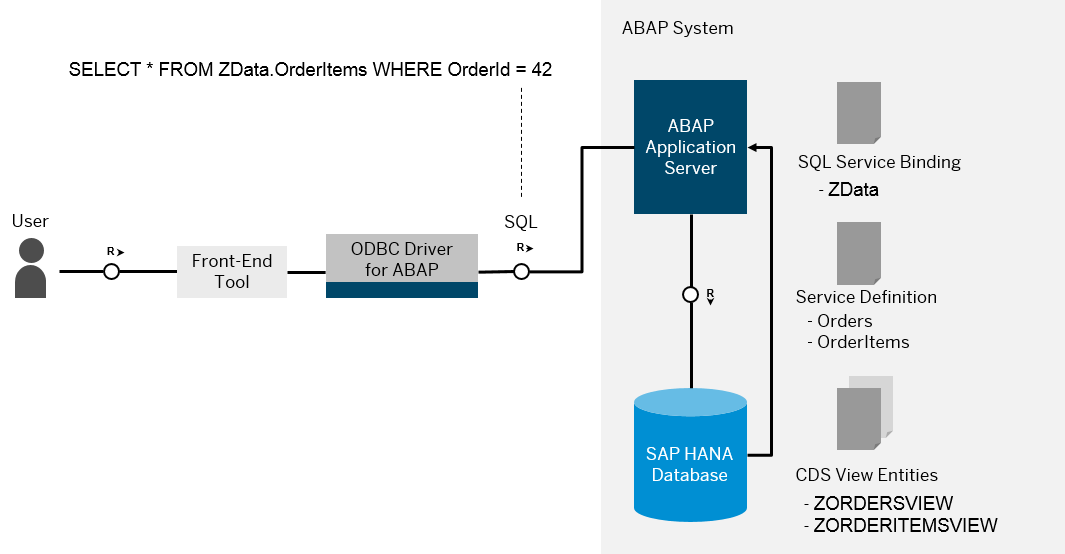 ABAP System
SELECT * FROM ZData.OrderItems WHERE OrderId = 42
ABAP
Application
Server
SQL Service Binding
- ZData
User
SQL
R
R
ODBC Driver
for ABAP
Front-End
Tool
R
Service Definition
- Orders
- OrderItems
SAP HANA
Database
CDS View Entities
- ZORDERSVIEW
- ZORDERITEMSVIEW